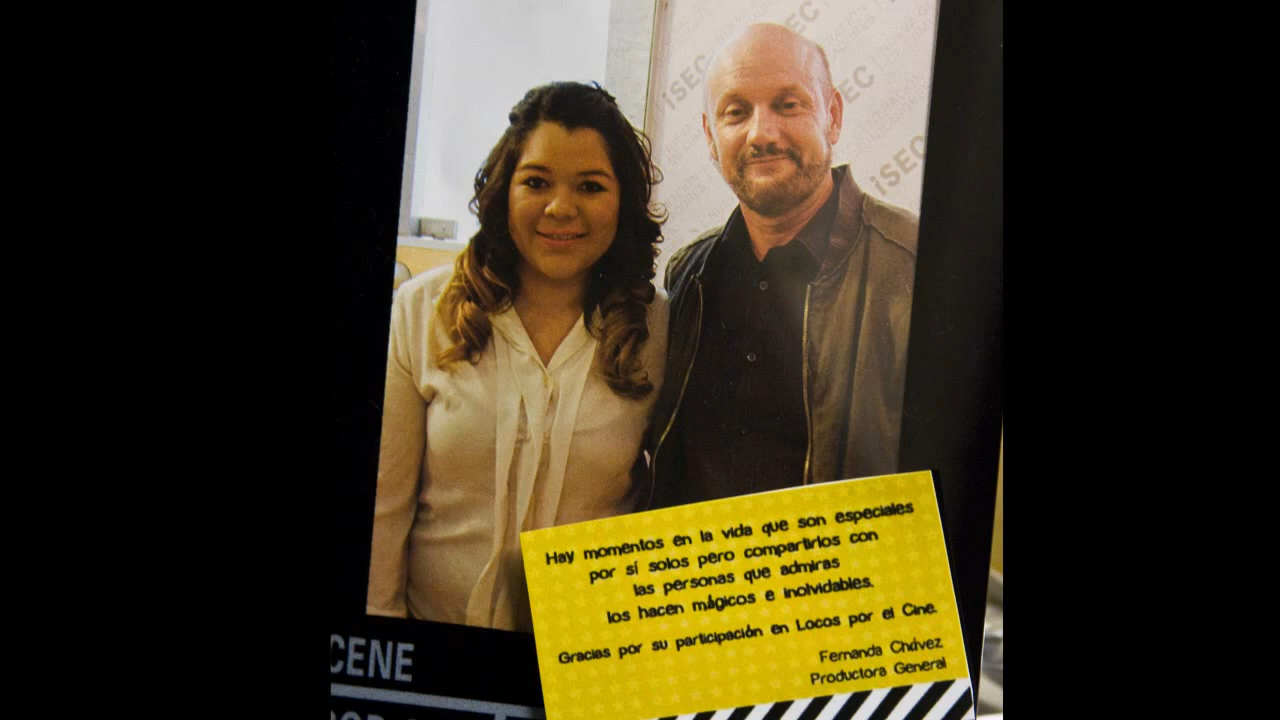 iSEC
iSEC
iSEC
Hay momentos en la vida que son especiales
por sí solos pero compartirlos con
las personas que admiras
los hacen mágicos e inolvidables.
Gracias por su participación en Locos por el Cine.
Fernanda Chávez
Productora General
CENE